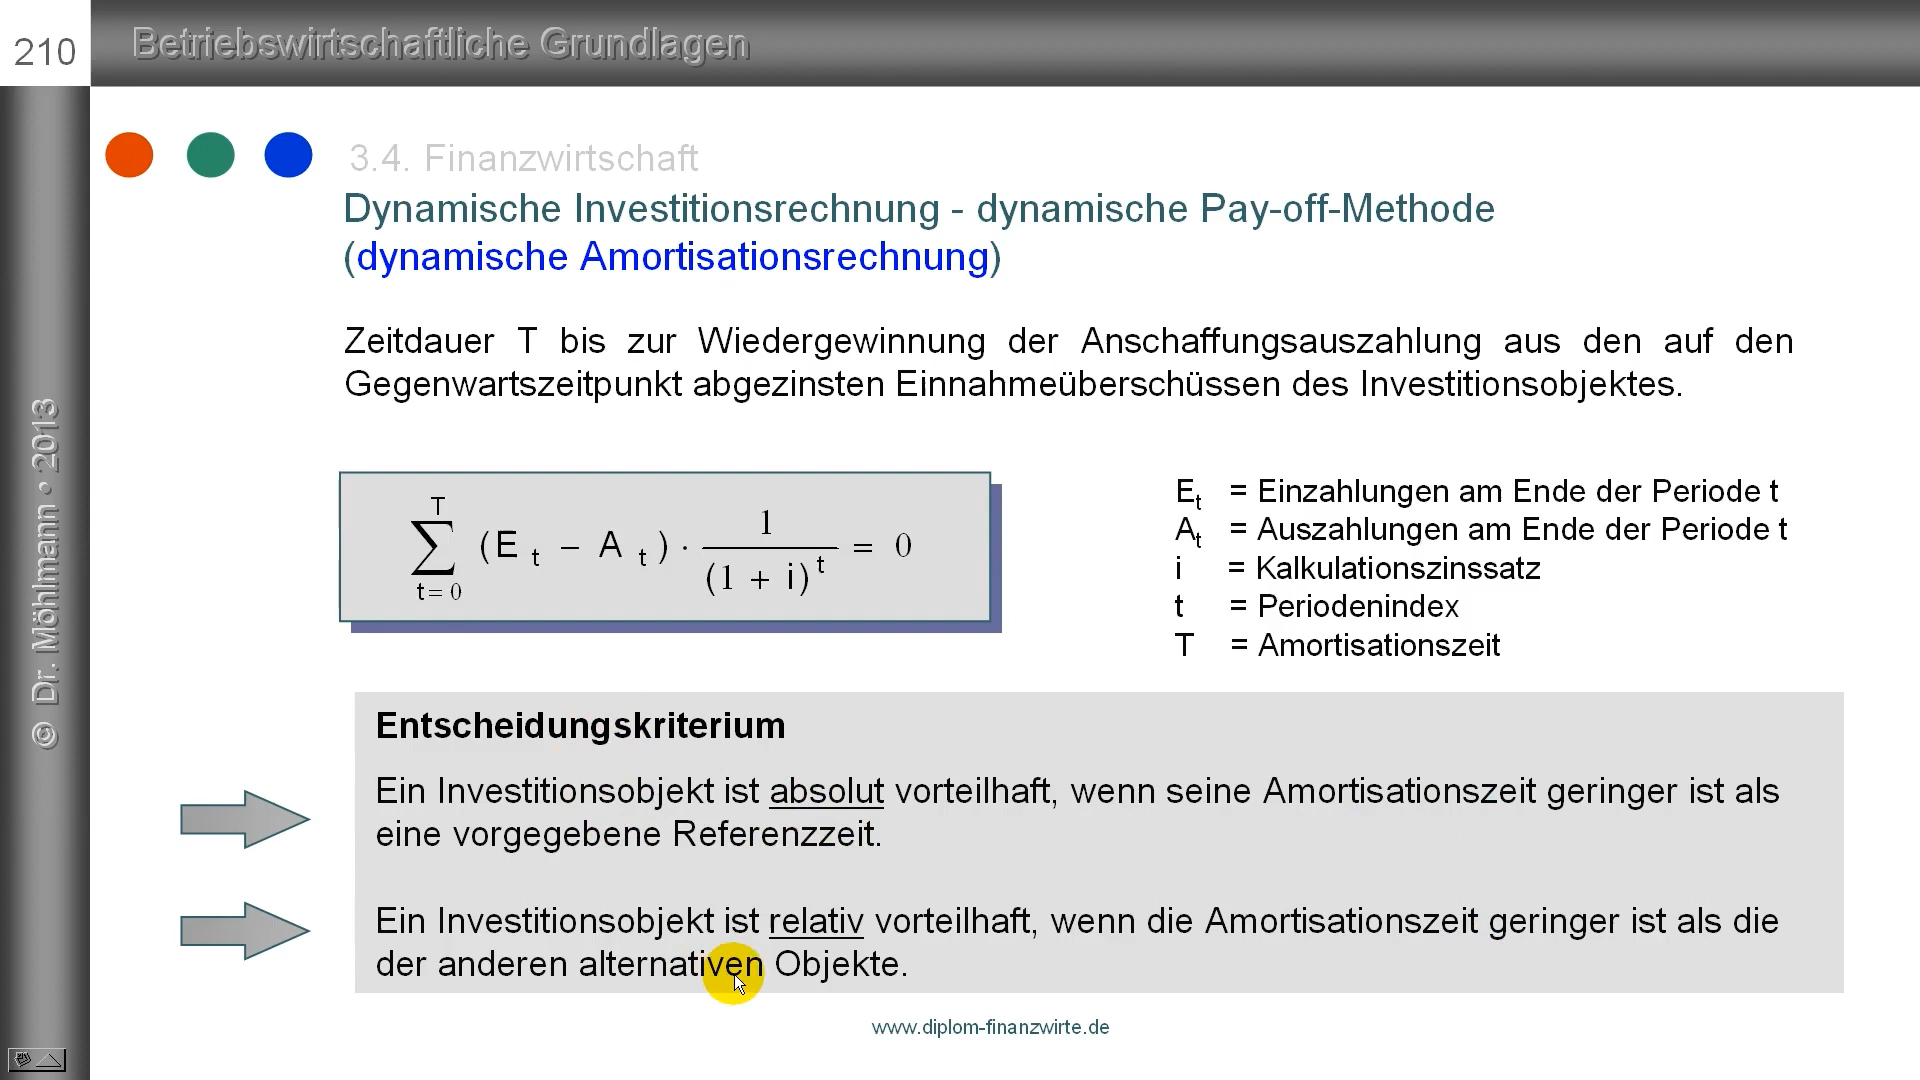 210
Betriebswirtschaftliche Grundlagen
3.4. Finanzwirtschaft
Dynamische Investitionsrechnung - dynamische Pay-off-Methode
(dynamische Amortisationsrechnung)
Zeitdauer T bis zur Wiedergewinnung der Anschaffungsauszahlung aus den auf den
Gegenwartszeitpunkt abgezinsten Einnahmeüberschüssen des Investitionsobjektes.
T
∑ (E t – A t ) · 1 / (1 + i)^t = 0
t = 0
Et = Einzahlungen am Ende der Periode t
At = Auszahlungen am Ende der Periode t
i = Kalkulationszinssatz
t = Periodenindex
T = Amortisationszeit
Entscheidungskriterium
Ein Investitionsobjekt ist absolut vorteilhaft, wenn seine Amortisationszeit geringer ist als
eine vorgegebene Referenzzeit.
Ein Investitionsobjekt ist relativ vorteilhaft, wenn die Amortisationszeit geringer ist als die
der anderen alternativen Objekte.
www.diplom-finanzwirte.de
© Dr. Möhlmann • 2013